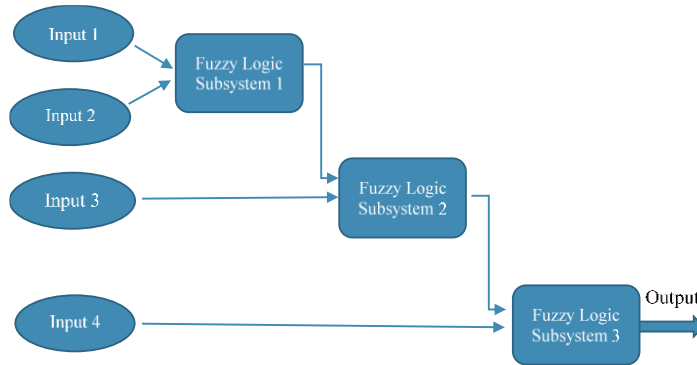 Input 1
Fuzzy Logic
Subsystem 1
Input 2
Input 3
Fuzzy Logic
Subsystem 2
Input 4
Fuzzy Logic
Subsystem 3
Output